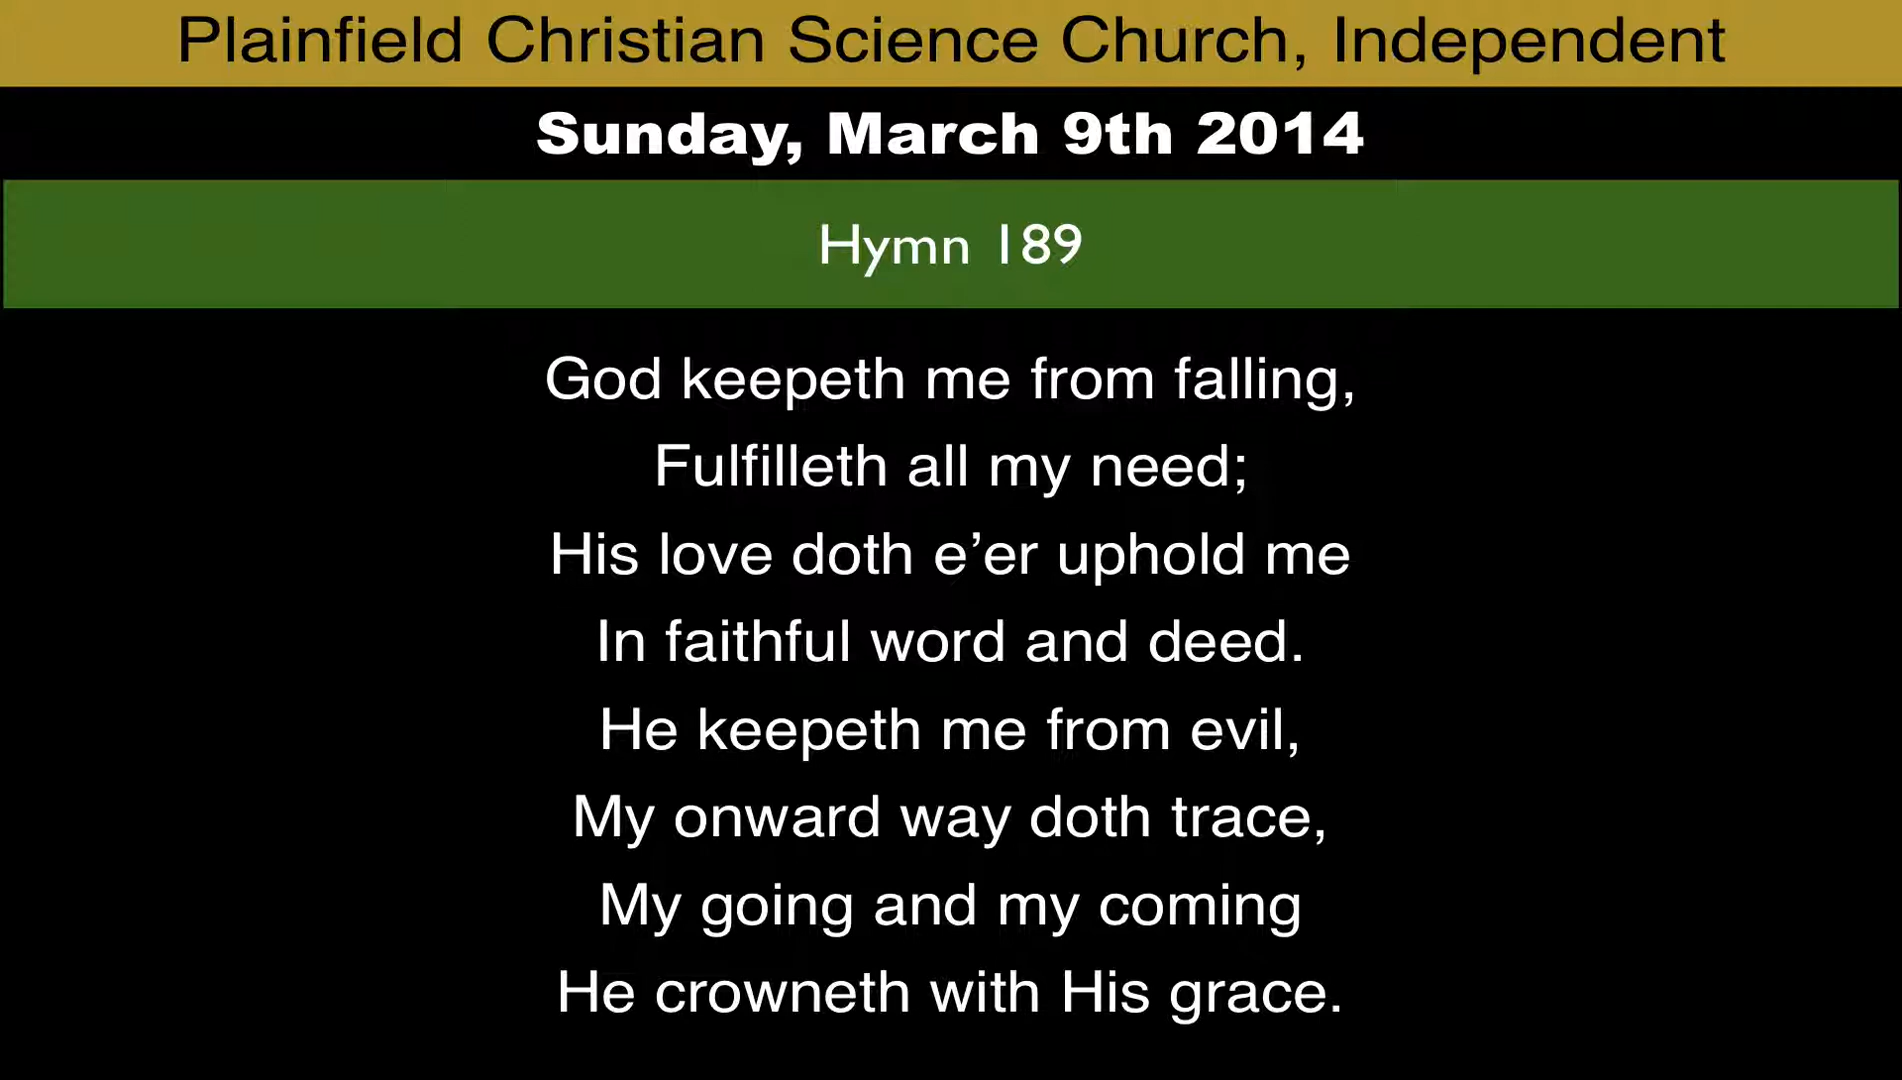 Plainfield Christian Science Church, Independent
Sunday, March 9th 2014
Hymn 189
God keepeth me from falling,
Fulfilleth all my need;
His love doth e’er uphold me
In faithful word and deed.
He keepeth me from evil,
My onward way doth trace,
My going and my coming
He crowneth with His grace.